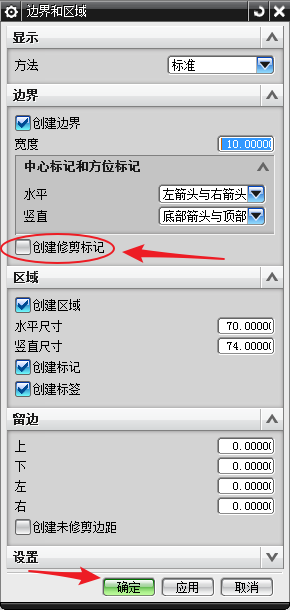 边界和区域
显示
方法 标准
边界
创建边界
宽度 10.0000
中心标记和方位标记
水平 左箭头与右箭头
竖直 底部箭头与顶部
创建修剪标记
区域
创建区域
水平尺寸 70.0000
竖直尺寸 74.0000
创建标记
创建标签
留边
上 0.0000
下 0.0000
左 0.0000
右 0.0000
创建未修剪边距
设置
确定 应用 取消